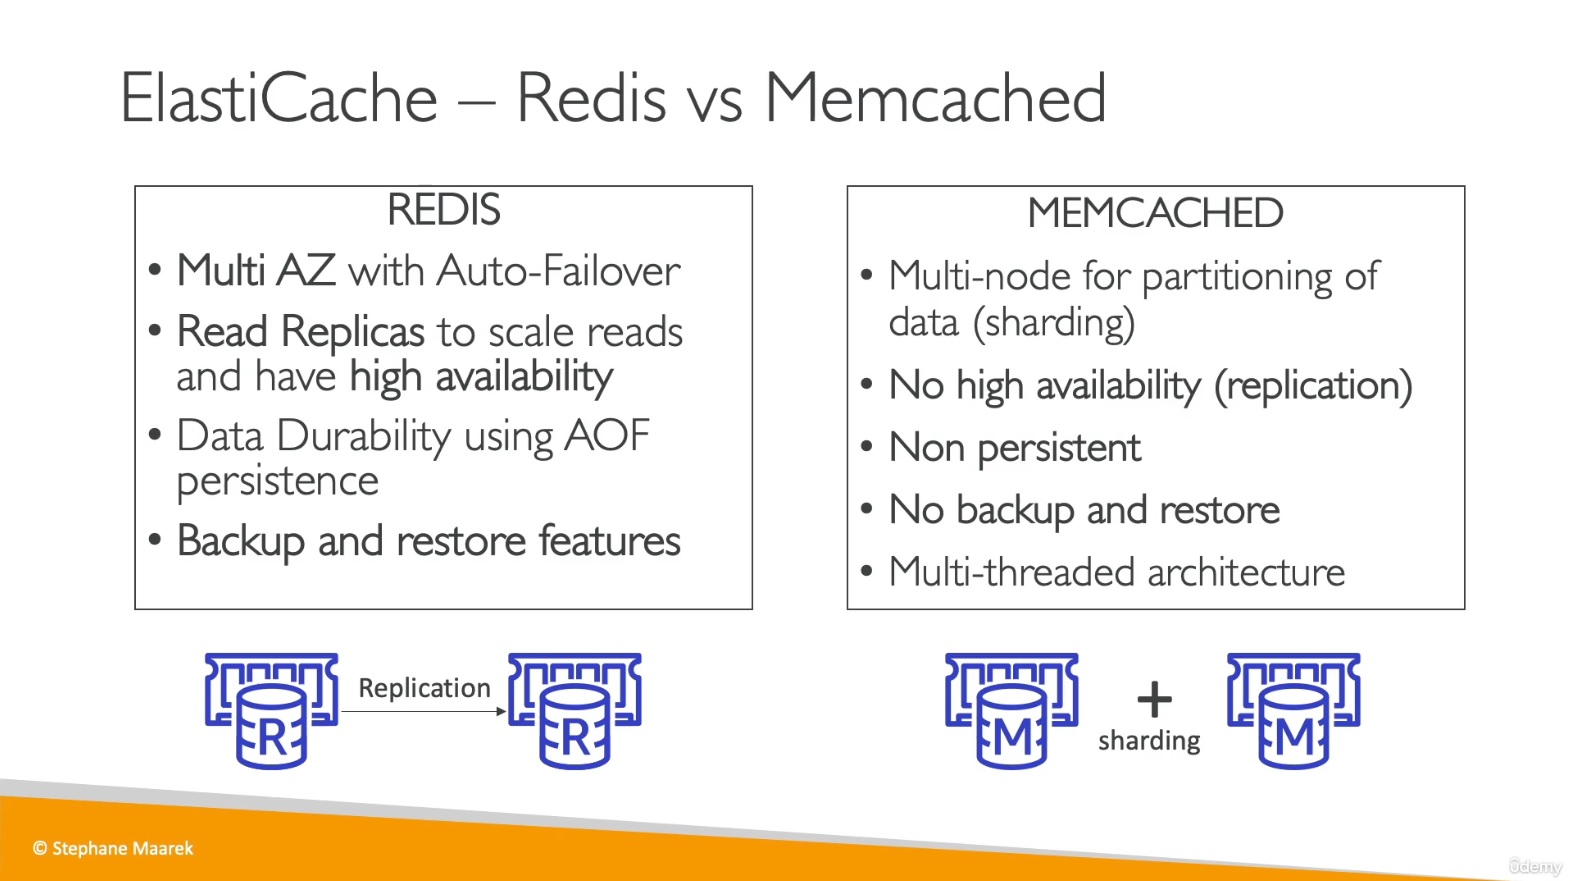 ElastiCache – Redis vs Memcached
REDIS
• Multi AZ with Auto-Failover
• Read Replicas to scale reads
and have high availability
• Data Durability using AOF
persistence
• Backup and restore features
MEMCACHED
• Multi-node for partitioning of
data (sharding)
• No high availability (replication)
• Non persistent
• No backup and restore
• Multi-threaded architecture
R
Replication
R
M
+
sharding
M
© Stephane Maarek
ûdemy